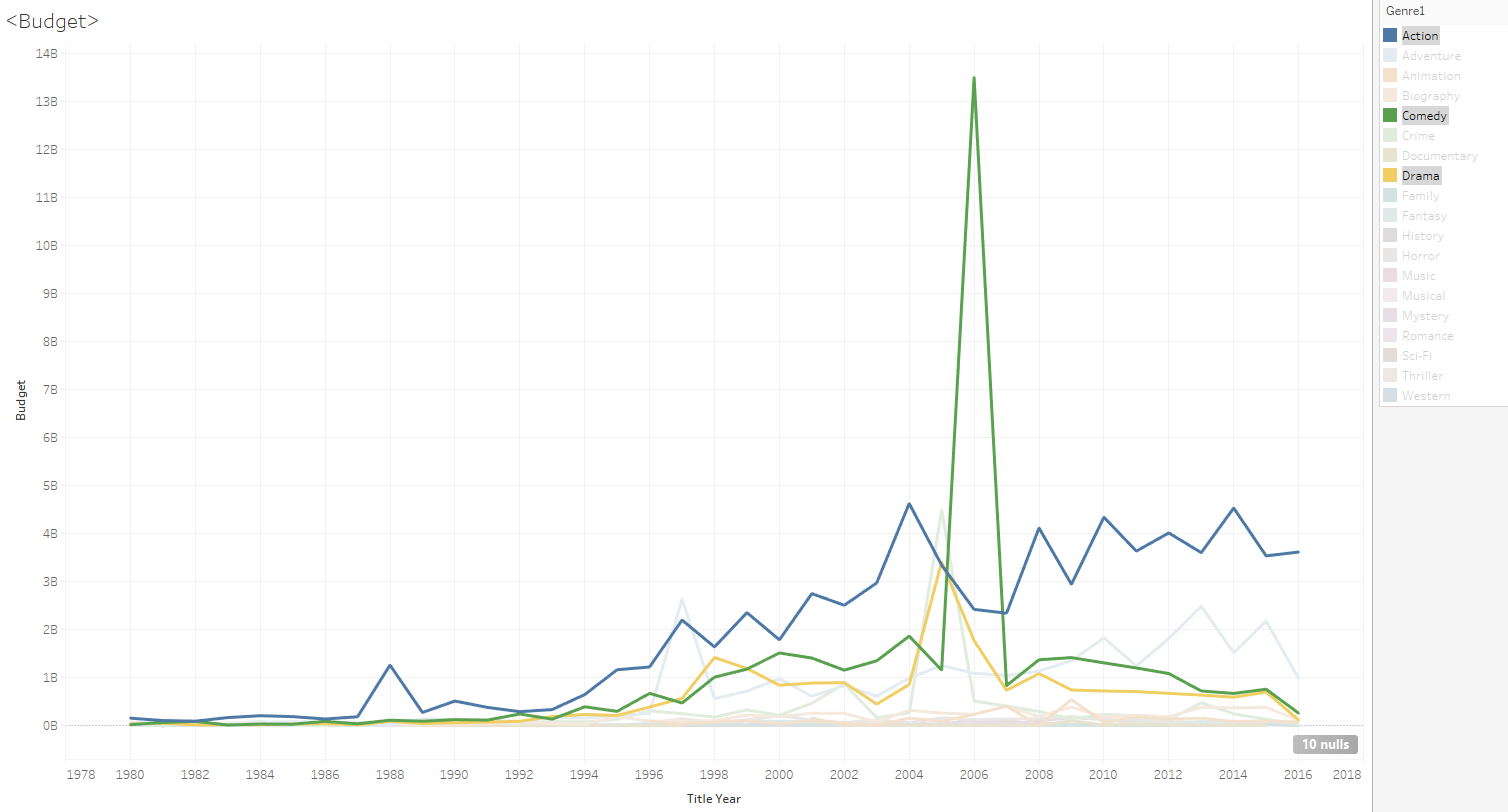 <Budget>
14B
13B
12B
11B
10B
9B
8B
7B
6B
5B
4B
3B
2B
1B
0B
Budget
10 nulls
1978 1980 1982 1984 1986 1988 1990 1992 1994 1996 1998 2000 2002 2004 2006 2008 2010 2012 2014 2016 2018
Title Year
Genre1
Action
Adventure
Animation
Biography
Comedy
Crime
Documentary
Drama
Family
Fantasy
History
Horror
Music
Musical
Mystery
Romance
Sci-Fi
Thriller
Western